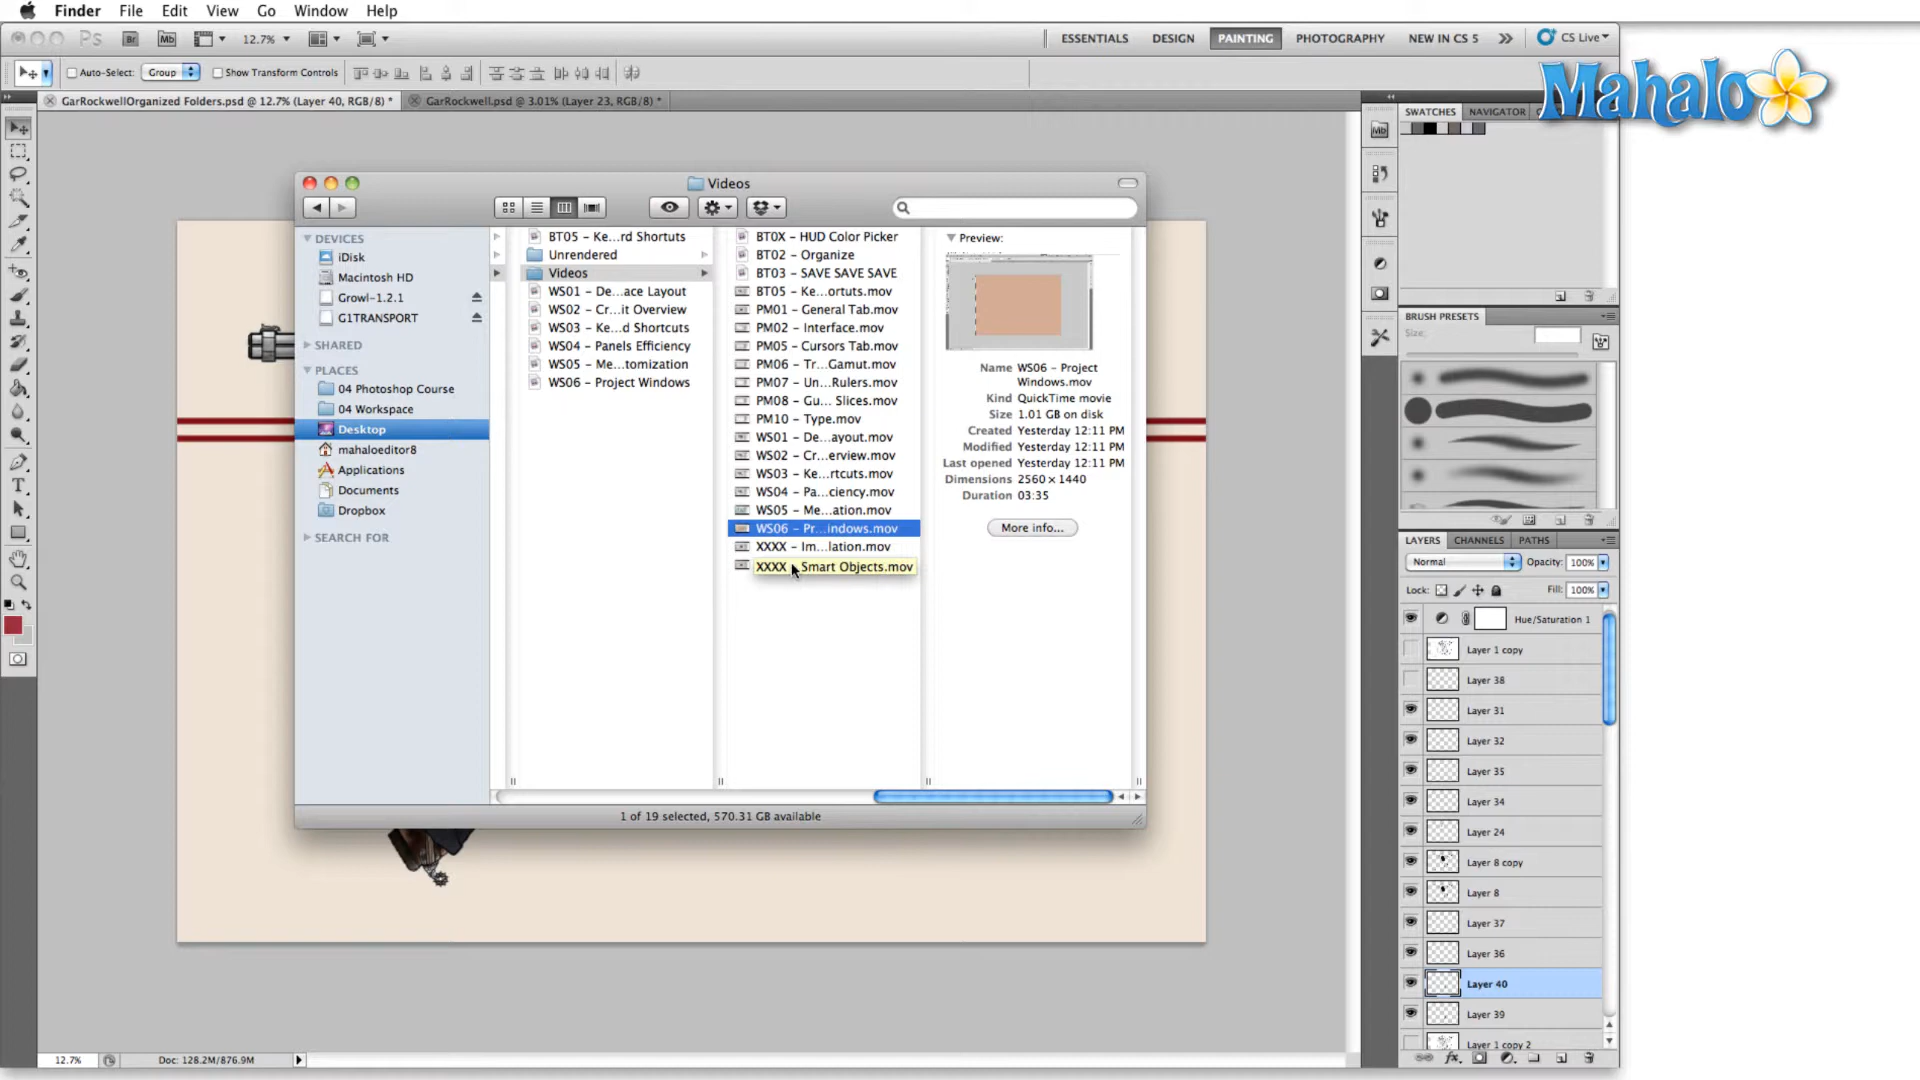 Finder File Edit View Go Window Help
Ps Br Mb 12.7% ESSENTIALS DESIGN PAINTING PHOTOGRAPHY NEW IN CS 5 CS Live
Auto-Select: Group Show Transform Controls
Mahalo
GarRockwellOrganized Folders.psd @ 12.7% (Layer 40, RGB/8) * GarRockwell.psd @ 3.01% (Layer 23, RGB/8) *
SWATCHES NAVIGATOR
Mb
Videos
DEVICES
iDisk
Macintosh HD
Growl-1.2.1
G1TRANSPORT
SHARED
PLACES
04 Photoshop Course
04 Workspace
Desktop
mahaloeditor8
Applications
Documents
Dropbox
SEARCH FOR
BT05 - Ke...rd Shortuts
Unrendered
Videos
WS01 - De...ace Layout
WS02 - Cr...it Overview
WS03 - Ke...d Shortcuts
WS04 - Panels Efficiency
WS05 - Me...tomization
WS06 - Project Windows
BT0X - HUD Color Picker
BT02 - Organize
BT03 - SAVE SAVE SAVE
BT05 - Ke...ortuts.mov
PM01 - General Tab.mov
PM02 - Interface.mov
PM05 - Cursors Tab.mov
PM06 - Tr...Gamut.mov
PM07 - Un...Rulers.mov
PM08 - Gu... Slices.mov
PM10 - Type.mov
WS01 - De...ayout.mov
WS02 - Cr...erview.mov
WS03 - Ke...rtcuts.mov
WS04 - Pa...ciency.mov
WS05 - Me...ation.mov
WS06 - Pr...indows.mov
XXXX - Im...lation.mov
XXXX - Smart Objects.mov
Preview:
Name WS06 - Project
Windows.mov
Kind QuickTime movie
Size 1.01 GB on disk
Created Yesterday 12:11 PM
Modified Yesterday 12:11 PM
Last opened Yesterday 12:11 PM
Dimensions 2560 × 1440
Duration 03:35
More info...
1 of 19 selected, 570.31 GB available
BRUSH PRESETS
Size:
LAYERS CHANNELS PATHS
Normal Opacity: 100%
Lock: Fill: 100%
Hue/Saturation 1
Layer 1 copy
Layer 38
Layer 31
Layer 32
Layer 35
Layer 34
Layer 24
Layer 8 copy
Layer 8
Layer 37
Layer 36
Layer 40
Layer 39
Layer 1 copy 2
12.7% Doc: 128.2M/876.9M